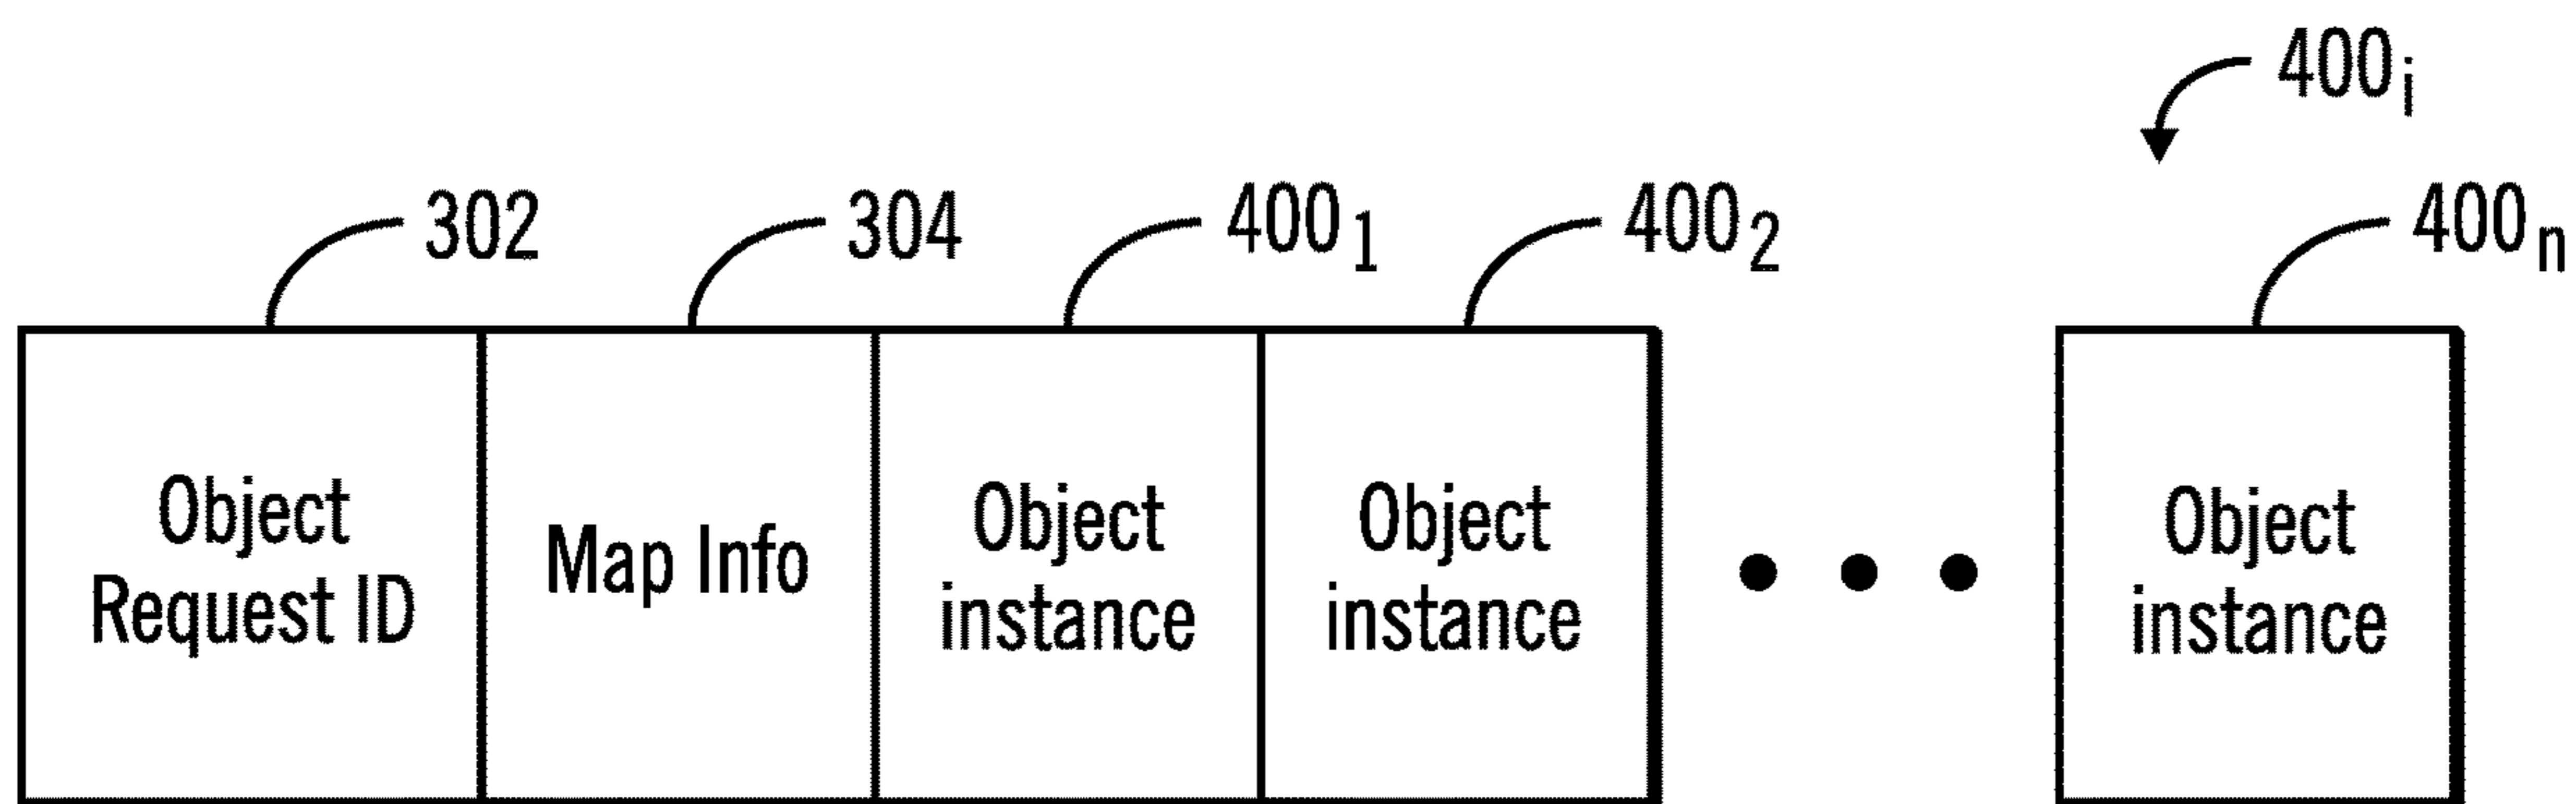 400i
302
304
4001
4002
400n
Object
Request ID
Map Info
Object
instance
Object
instance
Object
instance